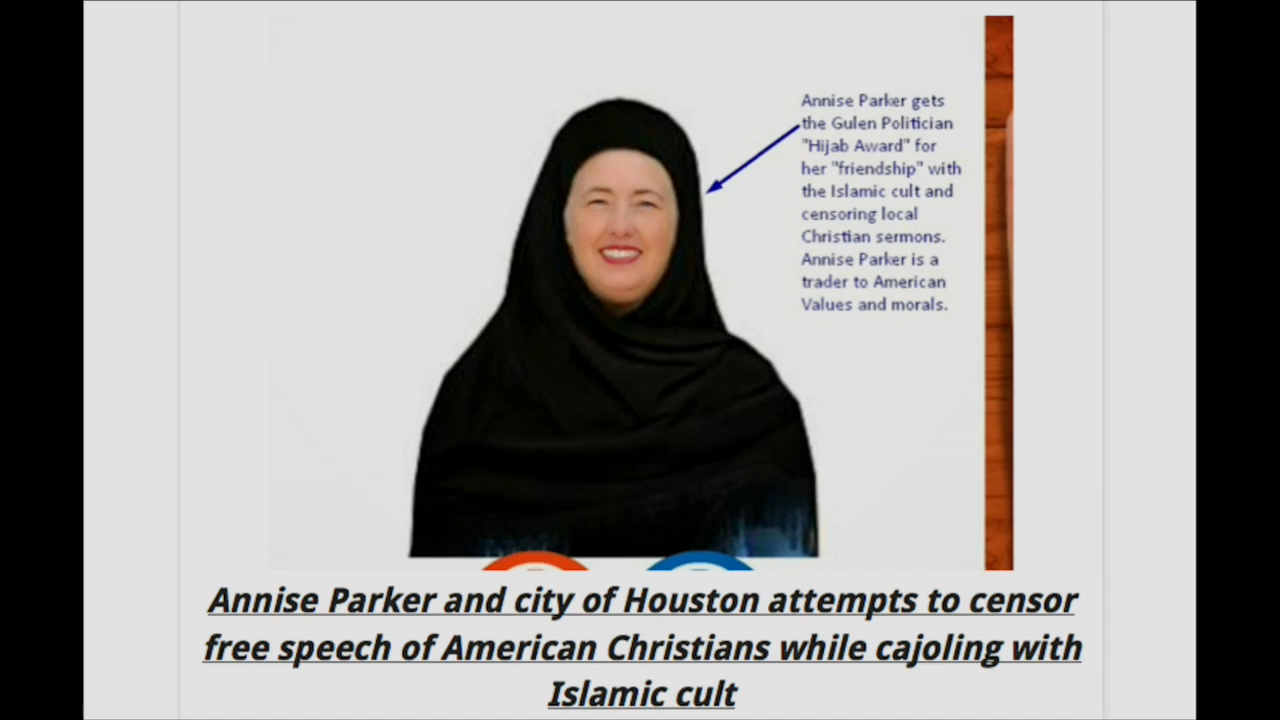 Annise Parker gets
the Gulen Politician
"Hijab Award" for
her "friendship" with
the Islamic cult and
censoring local
Christian sermons.
Annise Parker is a
trader to American
Values and morals.
Annise Parker and city of Houston attempts to censor
free speech of American Christians while cajoling with
Islamic cult